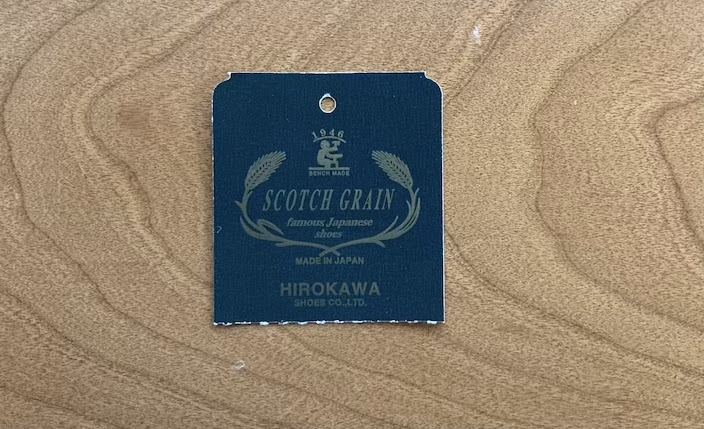 1946
BENCH MADE
SCOTCH GRAIN
famous Japanese
shoes
MADE IN JAPAN
HIROKAWA
SHOES CO.,LTD.